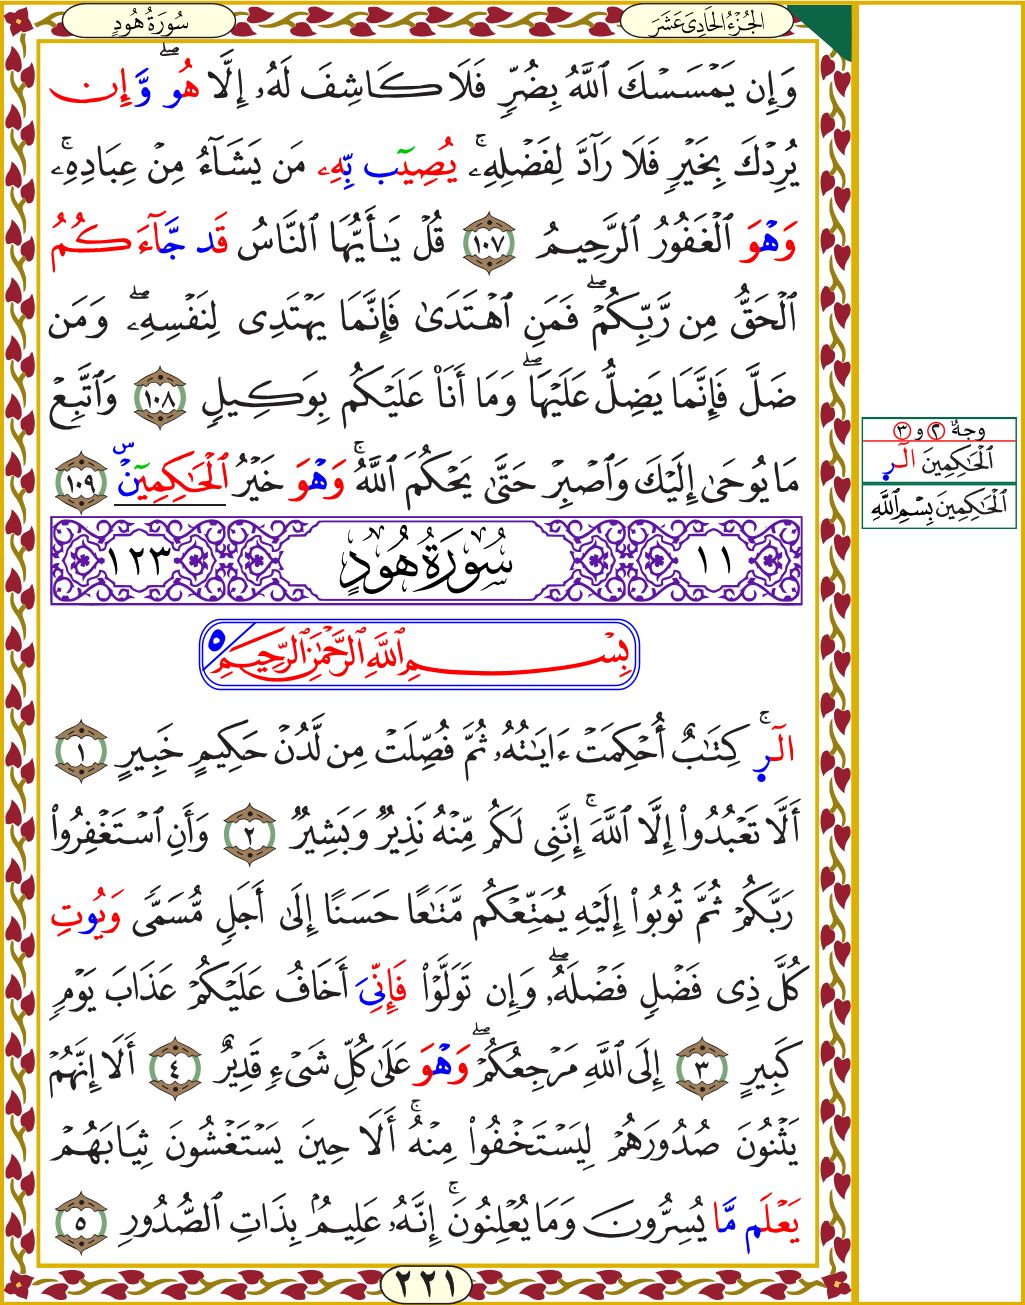 الجُزْءُ الحَادِىَ عَشَرَ
سُورَةُ هُودٍ
وَإِن يَمْسَسْكَ ٱللَّهُ بِضُرٍّ فَلَا كَاشِفَ لَهُۥ إِلَّا هُو وَّإِن
يُرِدْكَ بِخَيْرٍ فَلَا رَآدَّ لِفَضْلِهِۦۚ يُصِيٓب بِّهِۦ مَن يَشَآءُ مِنْ عِبَادِهِۦۚ
وَهْوَ ٱلْغَفُورُ ٱلرَّحِيمُ ١٠٧ قُلْ يَٰٓأَيُّهَا ٱلنَّاسُ قَد جَّآءَكُمُ
ٱلْحَقُّ مِن رَّبِّكُمْۖ فَمَنِ ٱهْتَدَىٰ فَإِنَّمَا يَهْتَدِى لِنَفْسِهِۦۖ وَمَن
ضَلَّ فَإِنَّمَا يَضِلُّ عَلَيْهَاۖ وَمَا أَنَا۠ عَلَيْكُم بِوَكِيلٍ ١٠٨ وَٱتَّبِعْ
مَا يُوحَىٰ إِلَيْكَ وَٱصْبِرْ حَتَّىٰ يَحْكُمَ ٱللَّهُۚ وَهْوَ خَيْرُ ٱلْحَٰكِمِيٓنْ ١٠٩
١١ سُورَةُ هُودٍ ١٢٣
بِسْمِ ٱللَّهِ ٱلرَّحْمَٰنِ ٱلرَّحِيمِ ٥
الٓرۚ كِتَٰبٌ أُحْكِمَتْ ءَايَٰتُهُۥ ثُمَّ فُصِّلَتْ مِن لَّدُنْ حَكِيمٍ خَبِيرٍ ١
أَلَّا تَعْبُدُوا۟ إِلَّا ٱللَّهَۚ إِنَّنِى لَكُم مِّنْهُ نَذِيرٌ وَبَشِيرٌ ٢ وَأَنِ ٱسْتَغْفِرُوا۟
رَبَّكُمْ ثُمَّ تُوبُوا۟ إِلَيْهِ يُمَتِّعْكُم مَّتَٰعًا حَسَنًا إِلَىٰ أَجَلٍ مُّسَمًّى وَيُوتِ
كُلَّ ذِى فَضْلٍ فَضْلَهُۥۖ وَإِن تَوَلَّوْا۟ فَإِنِّىَ أَخَافُ عَلَيْكُمْ عَذَابَ يَوْمٍ
كَبِيرٍ ٣ إِلَى ٱللَّهِ مَرْجِعُكُمْۖ وَهْوَ عَلَىٰ كُلِّ شَىْءٍ قَدِيرٌ ٤ أَلَا إِنَّهُمْ
يَثْنُونَ صُدُورَهُمْ لِيَسْتَخْفُوا۟ مِنْهُۚ أَلَا حِينَ يَسْتَغْشُونَ ثِيَابَهُمْ
يَعْلَم مَّا يُسِرُّونَ وَمَا يُعْلِنُونَۚ إِنَّهُۥ عَلِيمٌۢ بِذَاتِ ٱلصُّدُورِ ٥
٢٢١
وجهٌ ٢ و ٣
ٱلْحَٰكِمِينَ الٓر
ٱلْحَٰكِمِينَ بِسْمِ ٱللَّهِ